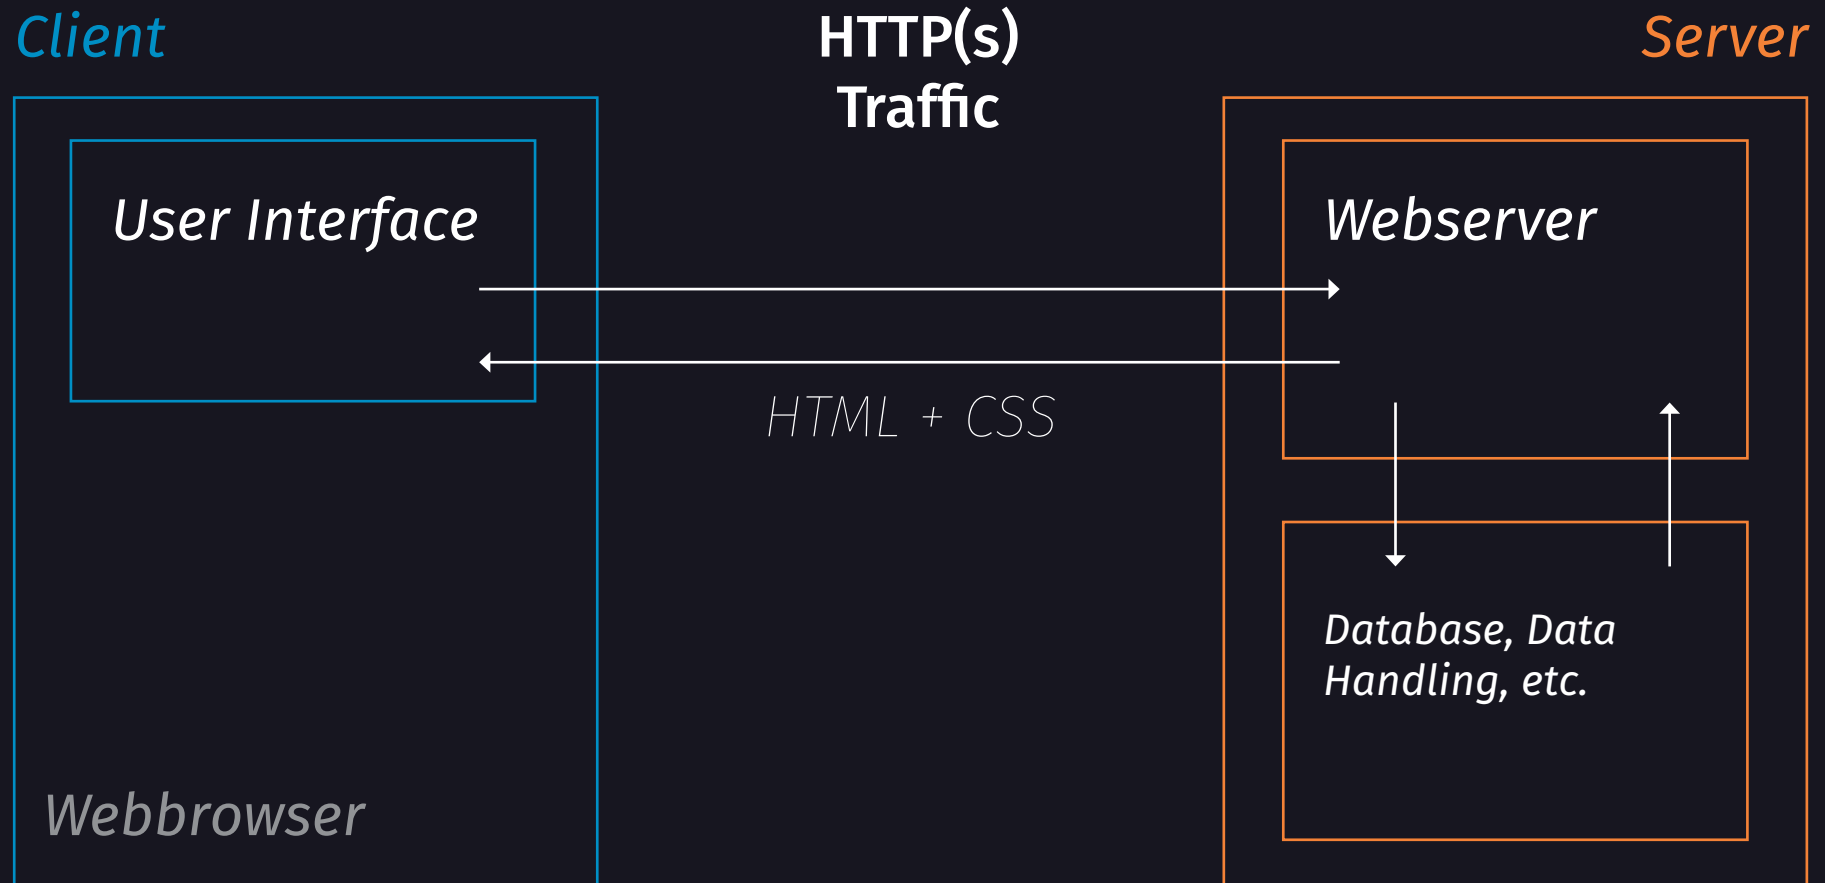 Client
HTTP(s)
Traffic
Server
User Interface
Webserver
HTML + CSS
Database, Data
Handling, etc.
Webbrowser